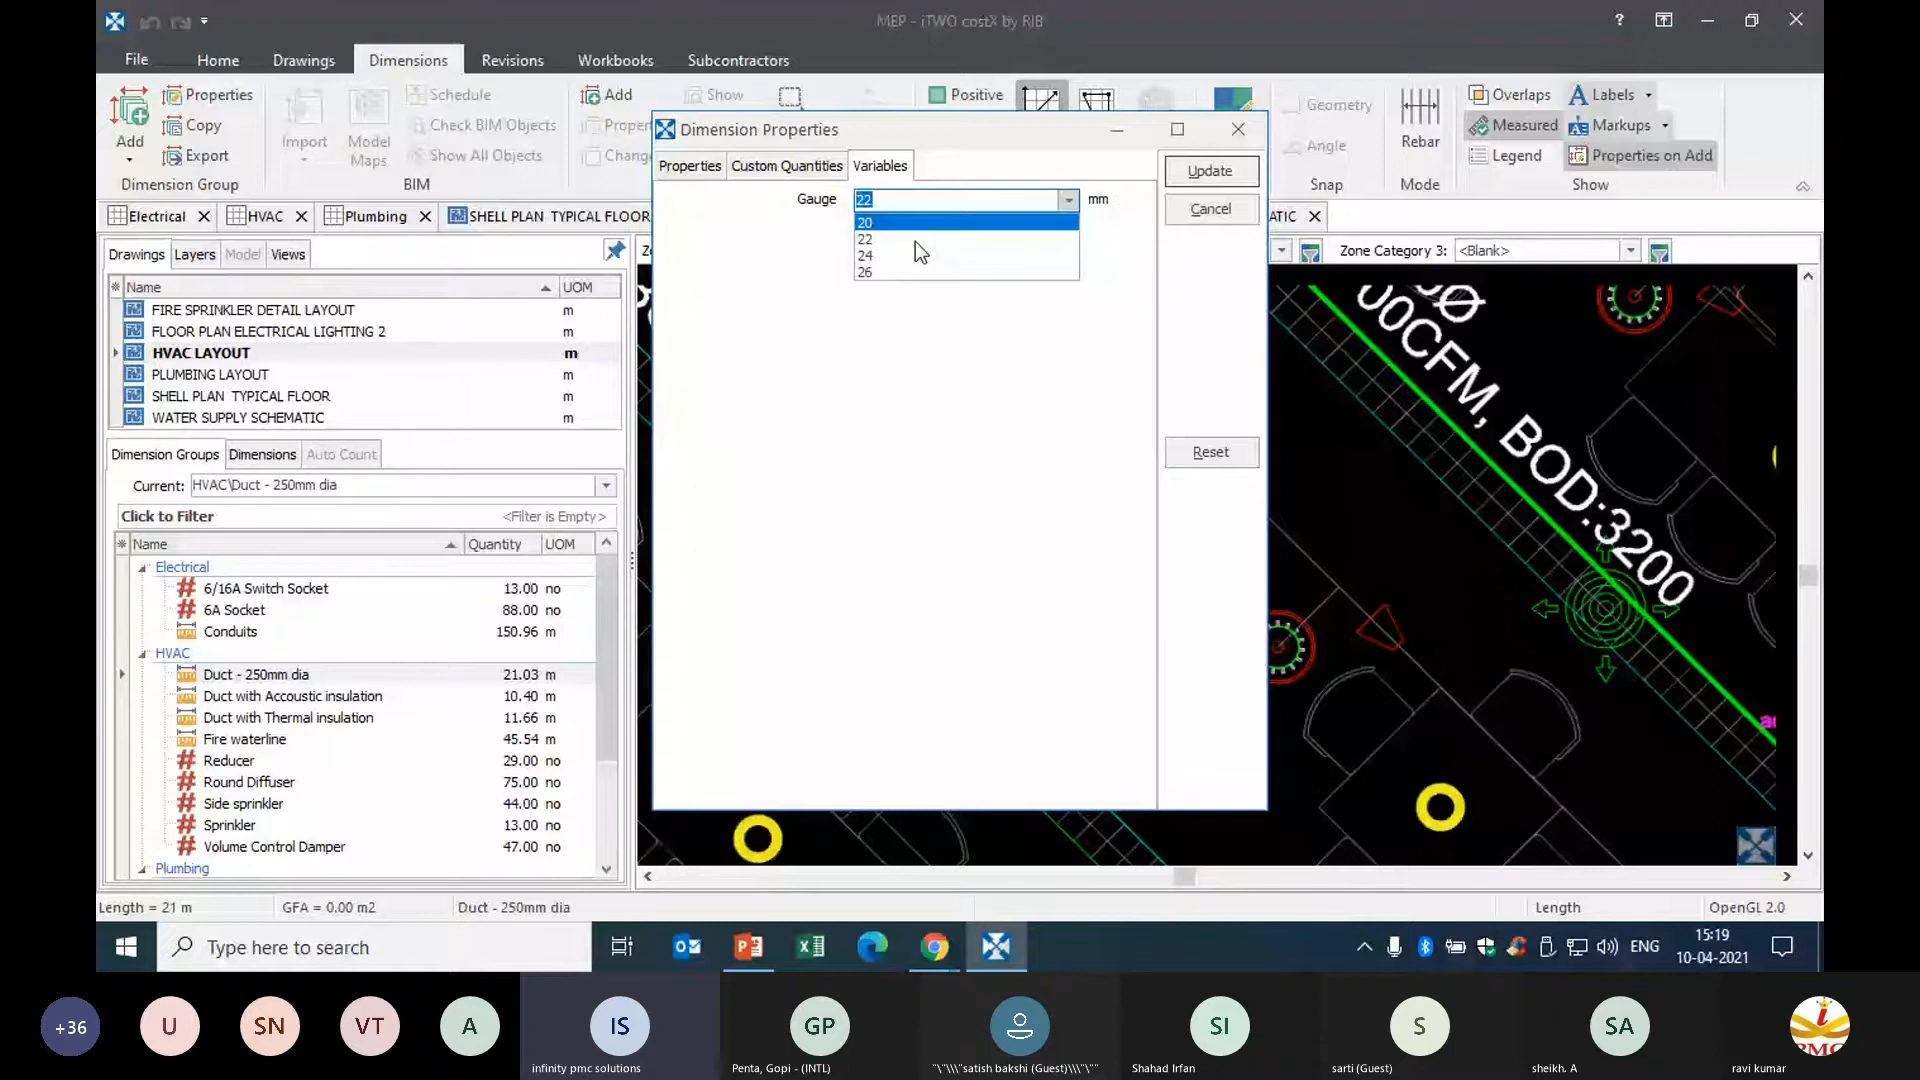 MEP - iTWO costX by RIB
?
File
Home
Drawings
Dimensions
Revisions
Workbooks
Subcontractors
Add
Properties
Copy
Export
Dimension Group
Import
Model
Maps
Schedule
Check BIM Objects
Show All Objects
BIM
Add
Show
Positive
Geometry
Angle
Snap
Rebar
Mode
Overlaps
Measured
Legend
Labels
Markups
Properties on Add
Show
Electrical
HVAC
Plumbing
SHELL PLAN TYPICAL FLOOR
Zone Category 3:
<Blank>
Drawings
Layers
Model
Views
Name
UOM
FIRE SPRINKLER DETAIL LAYOUT m
FLOOR PLAN ELECTRICAL LIGHTING 2 m
HVAC LAYOUT m
PLUMBING LAYOUT m
SHELL PLAN TYPICAL FLOOR m
WATER SUPPLY SCHEMATIC m
Dimension Groups
Dimensions
Auto Count
Current: HVAC\Duct - 250mm dia
Click to Filter
<Filter is Empty>
Name
Quantity
UOM
Electrical
6/16A Switch Socket 13.00 no
6A Socket 88.00 no
Conduits 150.96 m
HVAC
Duct - 250mm dia 21.03 m
Duct with Accoustic insulation 10.40 m
Duct with Thermal insulation 11.66 m
Fire waterline 45.54 m
Reducer 29.00 no
Round Diffuser 75.00 no
Side sprinkler 44.00 no
Sprinkler 13.00 no
Volume Control Damper 47.00 no
Plumbing
Dimension Properties
Properties
Custom Quantities
Variables
Gauge
22
mm
20
22
24
26
Update
Cancel
Reset
00CFM, BOD:3200
Length = 21 m
GFA = 0.00 m2
Duct - 250mm dia
Length
OpenGL 2.0
Type here to search
ENG
15:19
10-04-2021
+36
U
SN
VT
A
IS
GP
SI
S
SA
infinity pmc solutions
Penta, Gopi - (INTL)
"\"\\\"satish bakshi (Guest)\\\"\""
Shahad Irfan
sarti (Guest)
sheikh. A
ravi kumar